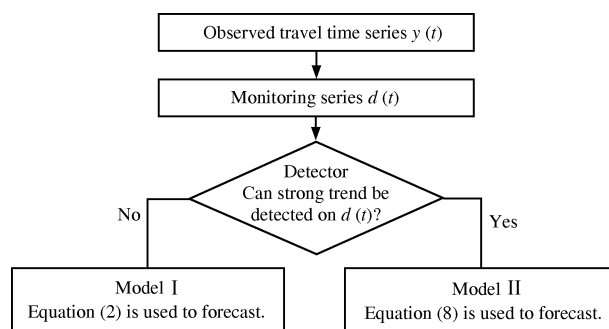 Observed travel time series y (t)
Monitoring series d (t)
Detector
Can strong trend be
detected on d (t)?
No
Yes
Model I
Equation (2) is used to forecast.
Model II
Equation (8) is used to forecast.